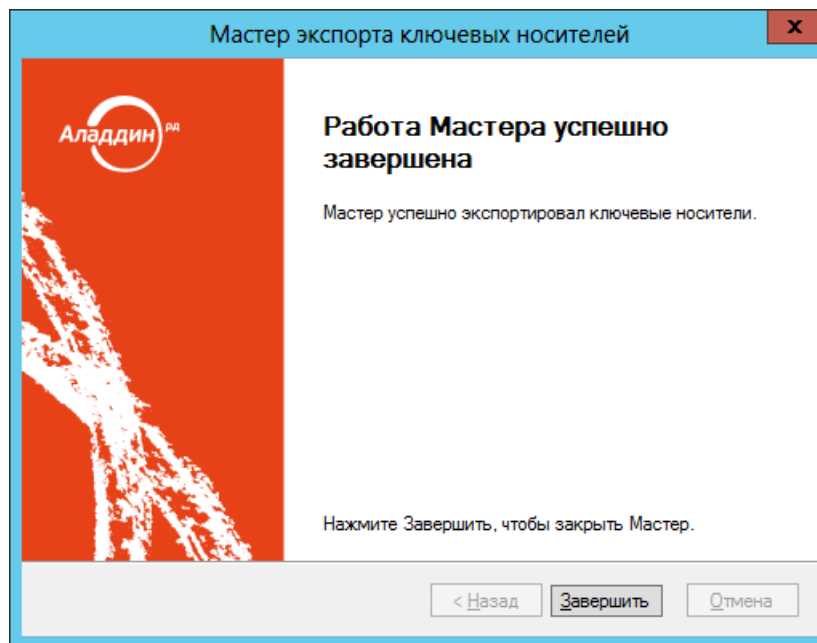 Мастер экспорта ключевых носителей
x
Аладдин РД
Работа Мастера успешно
завершена
Мастер успешно экспортировал ключевые носители.
Нажмите Завершить, чтобы закрыть Мастер.
< Назад Завершить Отмена